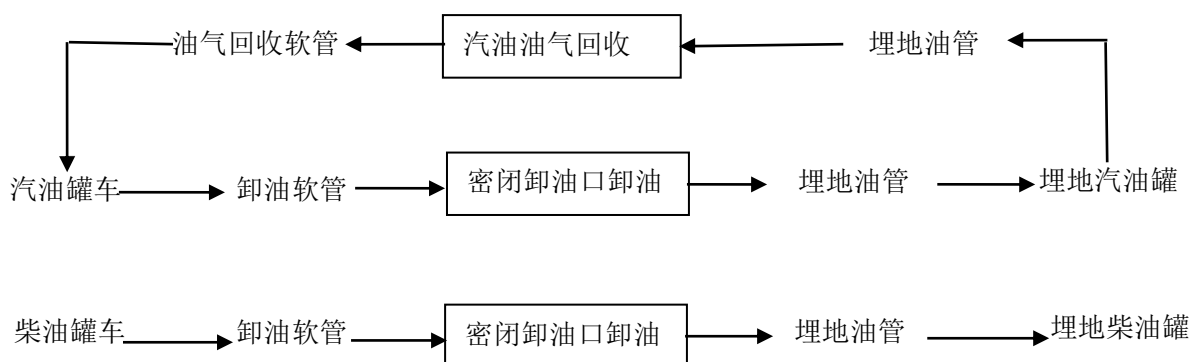 油气回收软管 汽油油气回收 埋地油管
汽油罐车 卸油软管 密闭卸油口卸油 埋地油管 埋地汽油罐
柴油罐车 卸油软管 密闭卸油口卸油 埋地油管 埋地柴油罐